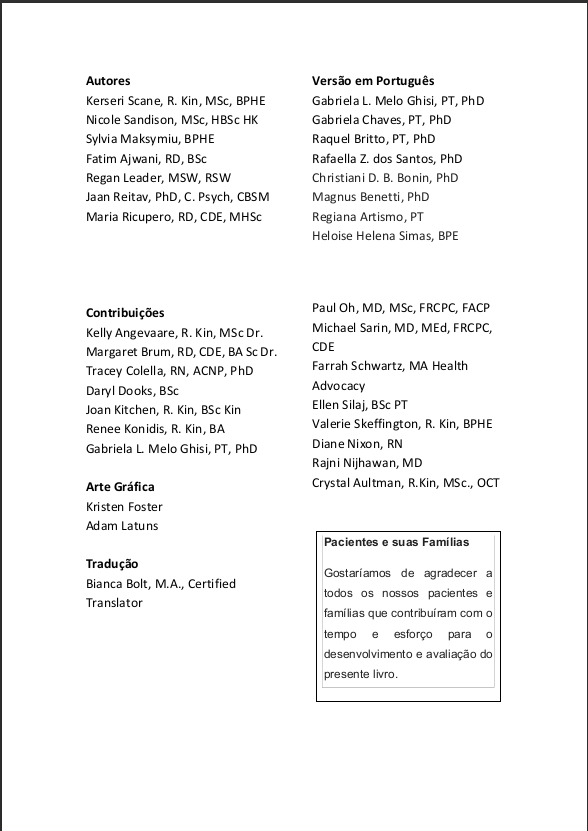 Autores
Kerseri Scane, R. Kin, MSc, BPHE
Nicole Sandison, MSc, HBSc HK
Sylvia Maksymiu, BPHE
Fatim Ajwani, RD, BSc
Regan Leader, MSW, RSW
Jaan Reitav, PhD, C. Psych, CBSM
Maria Ricupero, RD, CDE, MHSc
Versão em Português
Gabriela L. Melo Ghisi, PT, PhD
Gabriela Chaves, PT, PhD
Raquel Britto, PT, PhD
Rafaella Z. dos Santos, PhD
Christiani D. B. Bonin, PhD
Magnus Benetti, PhD
Regiana Artismo, PT
Heloise Helena Simas, BPE
Contribuições
Kelly Angevaare, R. Kin, MSc Dr.
Margaret Brum, RD, CDE, BA Sc Dr.
Tracey Colella, RN, ACNP, PhD
Daryl Dooks, BSc
Joan Kitchen, R. Kin, BSc Kin
Renee Konidis, R. Kin, BA
Gabriela L. Melo Ghisi, PT, PhD
Paul Oh, MD, MSc, FRCPC, FACP
Michael Sarin, MD, MEd, FRCPC,
CDE
Farrah Schwartz, MA Health
Advocacy
Ellen Silaj, BSc PT
Valerie Skeffington, R. Kin, BPHE
Diane Nixon, RN
Rajni Nijhawan, MD
Crystal Aultman, R.Kin, MSc., OCT
Arte Gráfica
Kristen Foster
Adam Latuns
Tradução
Bianca Bolt, M.A., Certified
Translator
Pacientes e suas Famílias
Gostaríamos de agradecer a
todos os nossos pacientes e
famílias que contribuíram com o
tempo e esforço para o
desenvolvimento e avaliação do
presente livro.